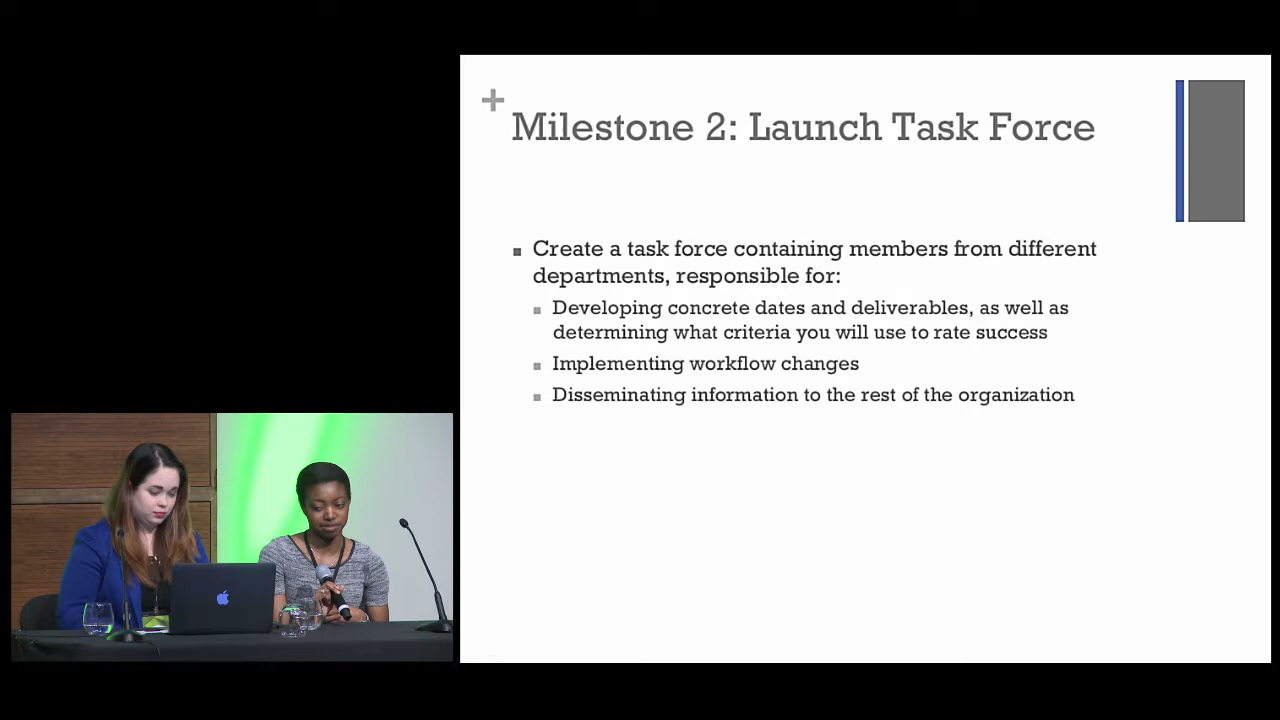 +
Milestone 2: Launch Task Force
Create a task force containing members from different
departments, responsible for:
Developing concrete dates and deliverables, as well as
determining what criteria you will use to rate success
Implementing workflow changes
Disseminating information to the rest of the organization